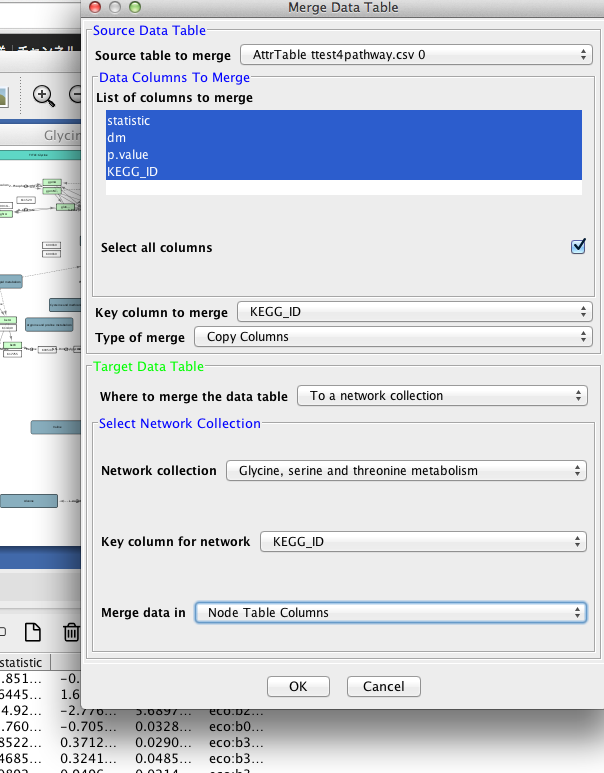 Merge Data Table
Source Data Table
Source table to merge AttrTable ttest4pathway.csv 0
チャンネル
Data Columns To Merge
List of columns to merge
statistic
dm
p.value
KEGG_ID
Glycin
Select all columns
Key column to merge KEGG_ID
Type of merge Copy Columns
Target Data Table
Where to merge the data table To a network collection
Select Network Collection
Network collection Glycine, serine and threonine metabolism
Key column for network KEGG_ID
Merge data in Node Table Columns
OK Cancel
statistic
.851... -0.
6445... 1.6
4.92... -2.776... 3.6897... eco:b2...
.760... -0.705... 0.0328... eco:b0...
8522... 0.3712... 0.0290... eco:b3...
4685... 0.3241... 0.0485... eco:b3...